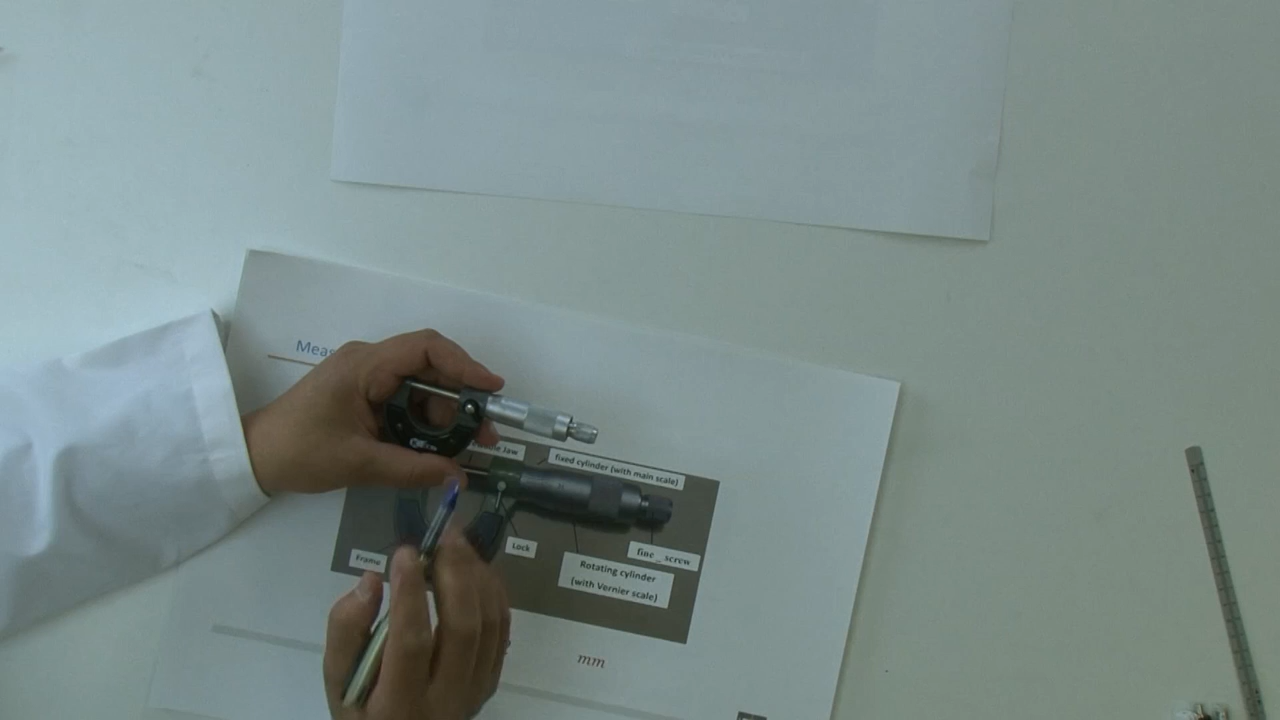 fixed cylinder (with main scale)
Lock
Frame
fine _ screw
Rotating cylinder
(with Vernier scale)
mm